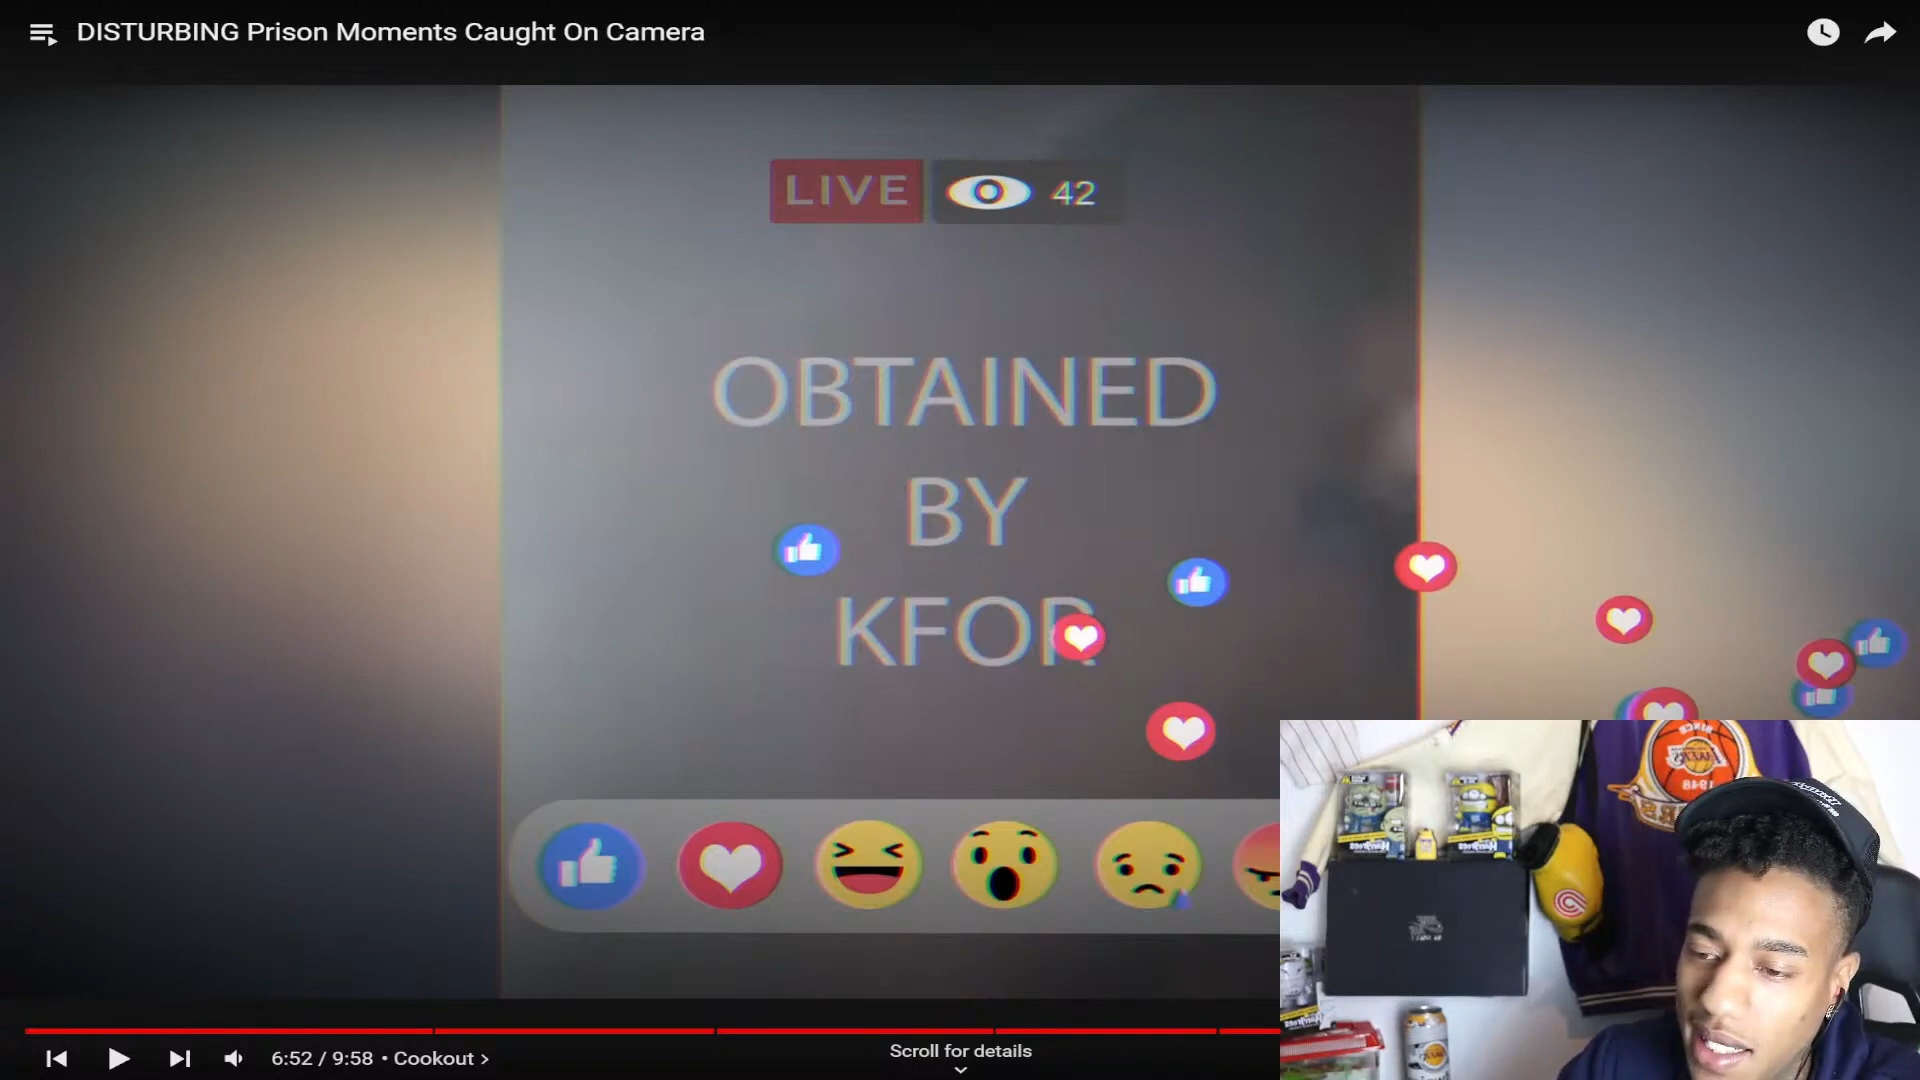 DISTURBING Prison Moments Caught On Camera
LIVE 42
OBTAINED
BY
KFOR
6:52 / 9:58 • Cookout >
Scroll for details